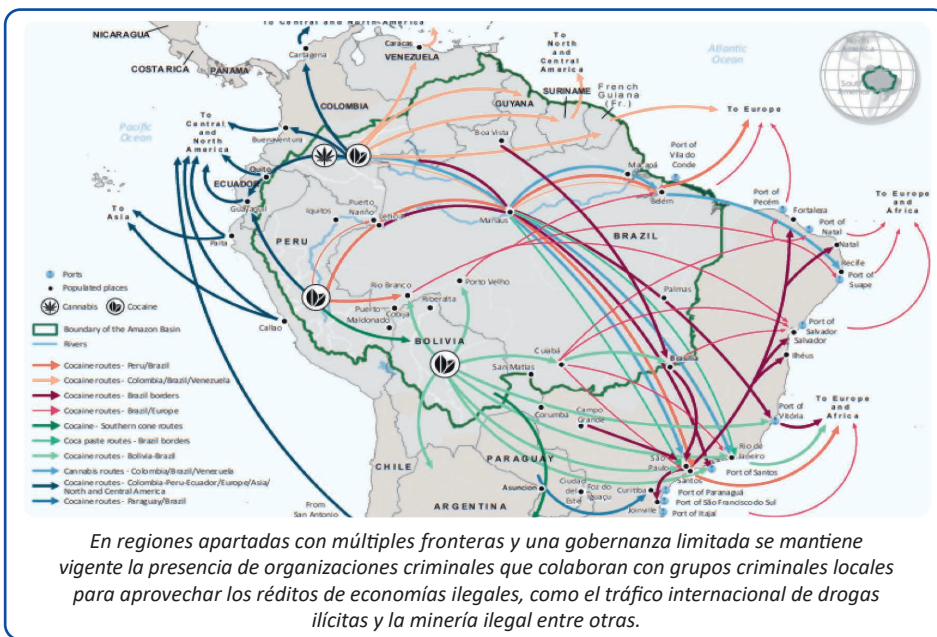 To Central and North America
NICARAGUA
Cartagena
Caracas
VENEZUELA
COSTA RICA
PANAMA
To
North
and
Central
America
Atlantic
Ocean
South
America
GUYANA
SURINAME
French
Guiana
(Fr.)
COLOMBIA
Pacific
Ocean
To
Central
and
North
America
Buenaventura
Boa Vista
To Europe
Port of
Vila do
Conde
Macapá
Belém
Quito
ECUADOR
Guayaquil
Puerto
Nariño
Iquitos
Leticia
Manaus
Port of
Pecém
Fortaleza
To Europe
and
Africa
Port of
Natal
Natal
To
Asia
Paita
PERU
BRAZIL
Recife
Port of
Suape
Ports
Populated places
Cannabis
Cocaine
Boundary of the Amazon Basin
Rivers
Rio Branco
Porto Velho
Riberalta
Puerto
Maldonado
Cobija
Palmas
Callao
Port of
Salvador
Salvador
BOLIVIA
Cuiabá
Brasília
Ilhéus
San Matías
Cocaine routes - Peru/Brazil
Cocaine routes - Colombia/Brazil/Venezuela
Cocaine routes - Brazil borders
Cocaine routes - Brazil/Europe
Cocaine - Southern cone routes
Coca paste routes - Brazil borders
Cocaine routes - Bolivia-Brazil
Cannabis routes - Colombia/Brazil/Venezuela
Cocaine routes - Colombia-Peru-Ecuador/Europe/Asia/
North and Central America
Cocaine routes - Paraguay/Brazil
Corumbá
Campo
Grande
Port of
Vitória
To Europe
and
Africa
PARAGUAY
CHILE
São
Paulo
Rio de
Janeiro
Santos
Port of Santos
Asuncion
Ciudad
del
Este
Foz do
Iguaçu
Curitiba
Port of Paranaguá
Port of São Francisco do Sul
Joinville
Port of Itajaí
From
San Antonio
ARGENTINA
En regiones apartadas con múltiples fronteras y una gobernanza limitada se mantiene
vigente la presencia de organizaciones criminales que colaboran con grupos criminales locales
para aprovechar los réditos de economías ilegales, como el tráfico internacional de drogas
ilícitas y la minería ilegal entre otras.